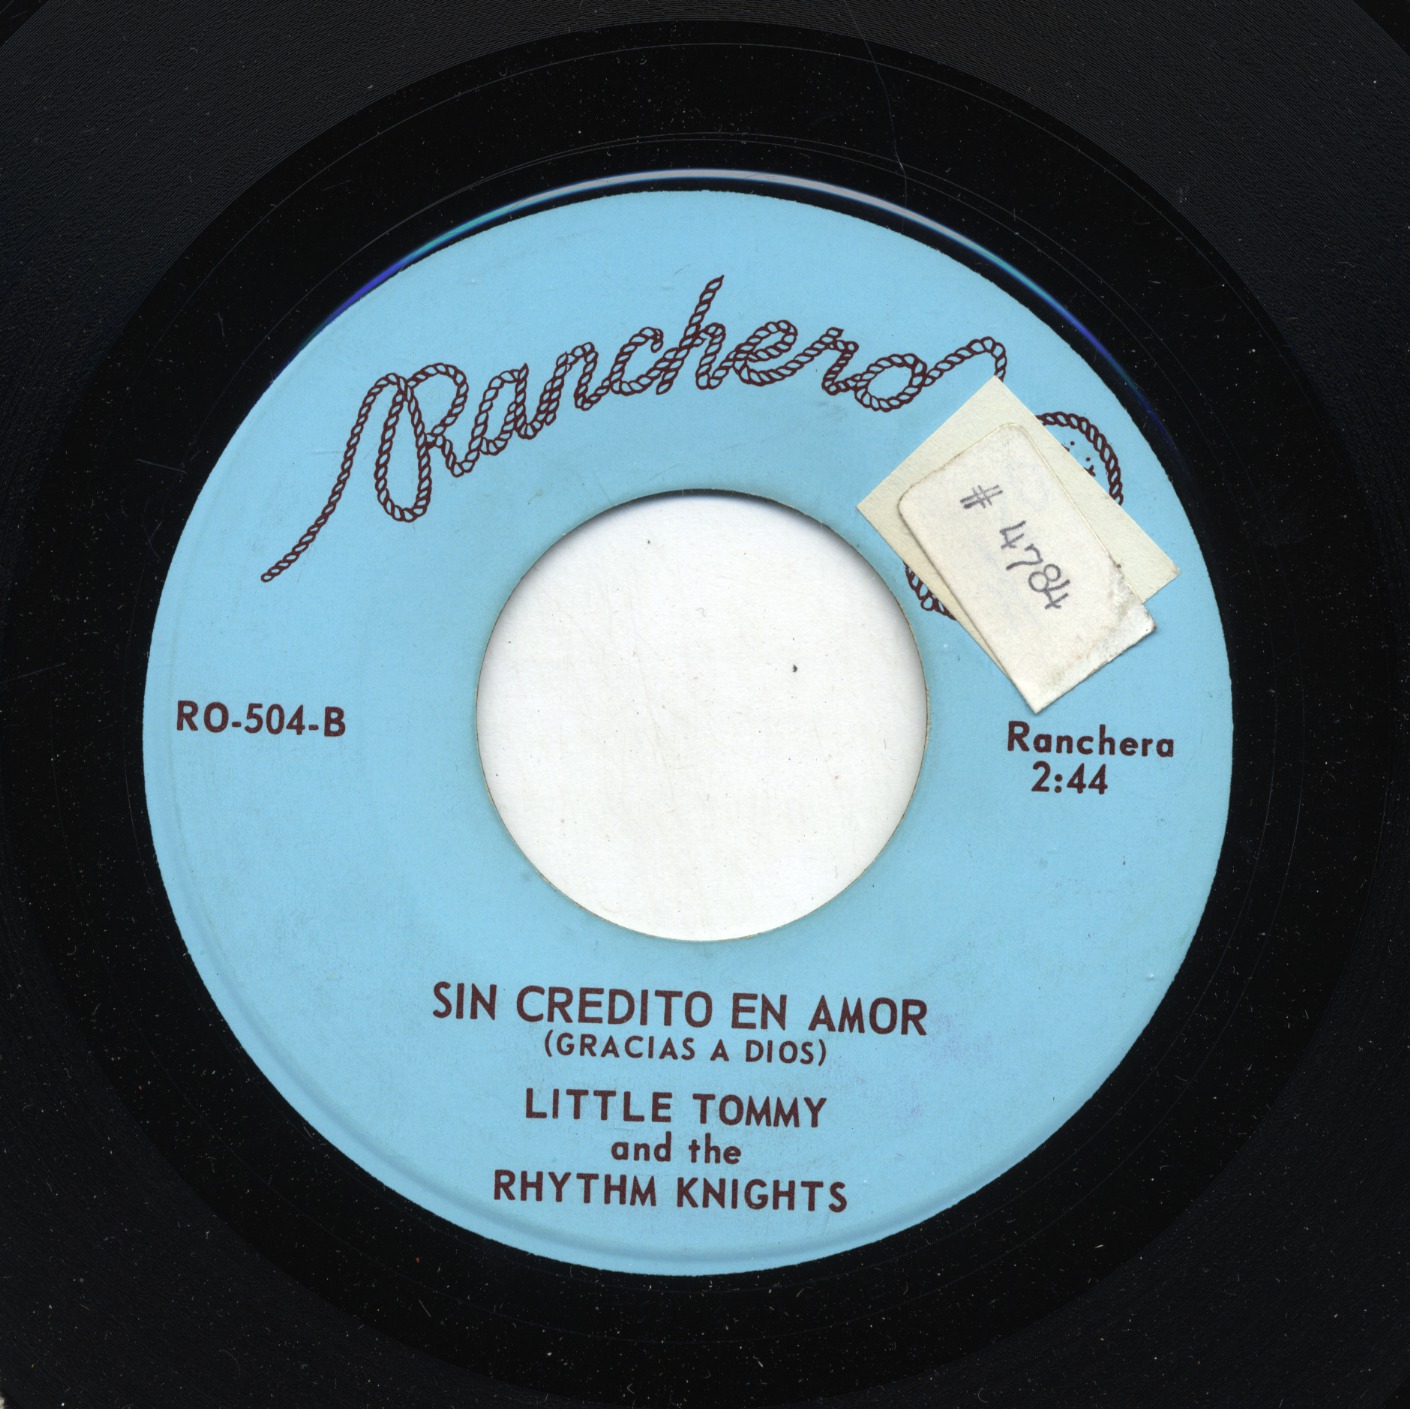 Ranchero
# 4784
RO-504-B
Ranchera
2:44
SIN CREDITO EN AMOR
(GRACIAS A DIOS)
LITTLE TOMMY
and the
RHYTHM KNIGHTS